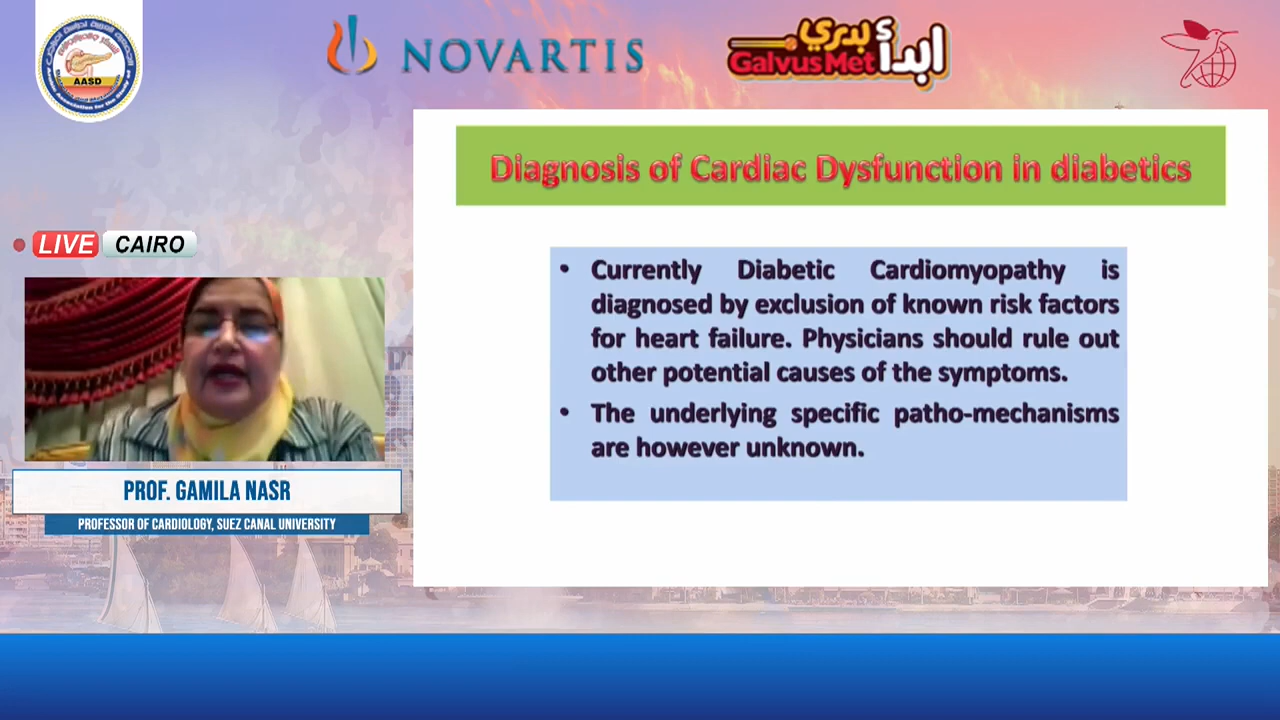 AASD
NOVARTIS
ابدأ بدري
GalvusMet
Diagnosis of Cardiac Dysfunction in diabetics
LIVE CAIRO
• Currently Diabetic Cardiomyopathy is
diagnosed by exclusion of known risk factors
for heart failure. Physicians should rule out
other potential causes of the symptoms.
• The underlying specific patho-mechanisms
are however unknown.
PROF. GAMILA NASR
PROFESSOR OF CARDIOLOGY, SUEZ CANAL UNIVERSITY